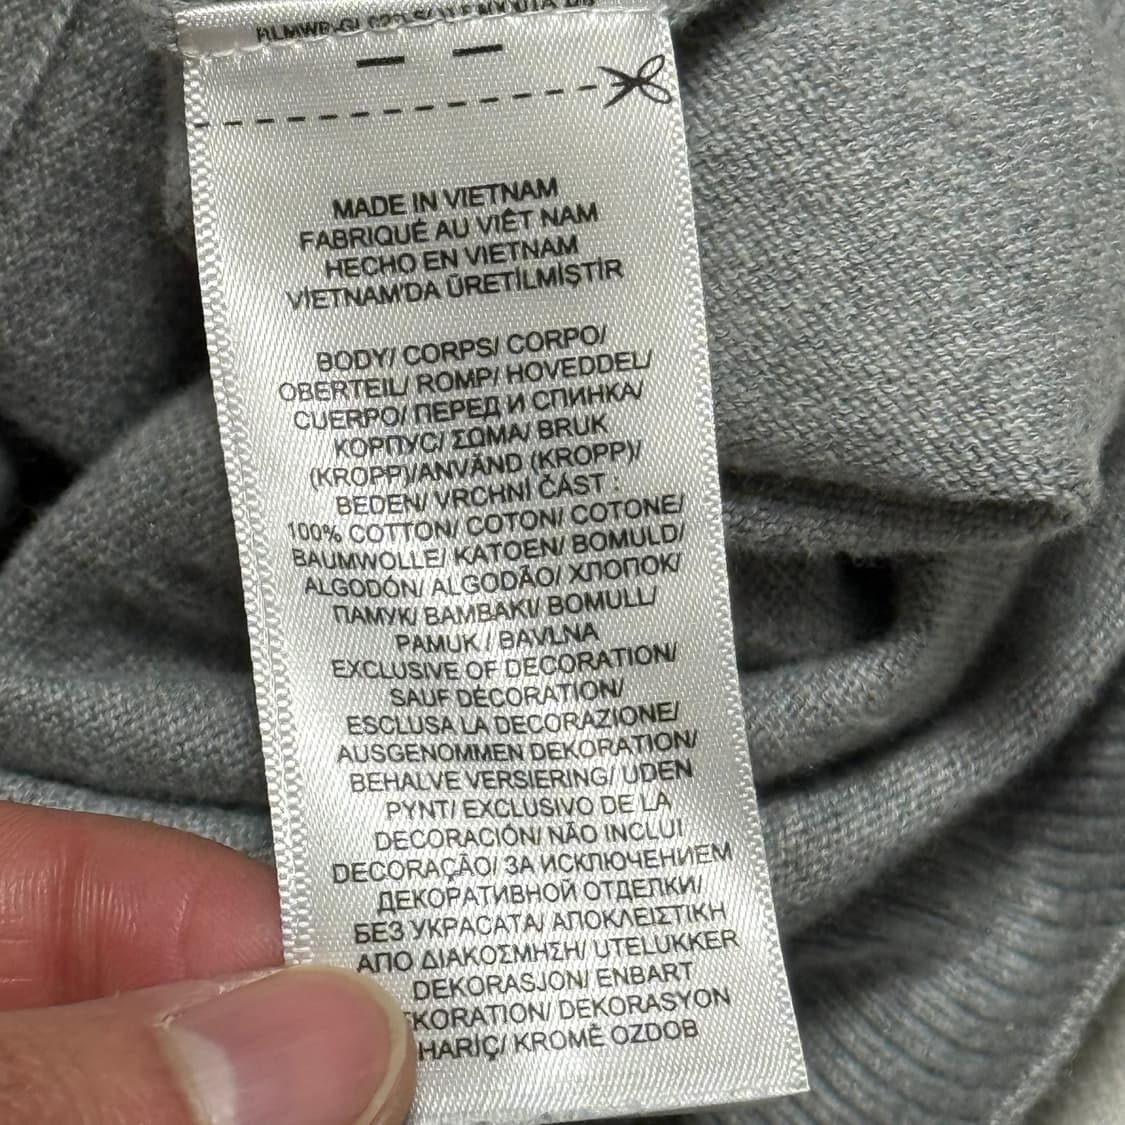 MADE IN VIETNAM
FABRIQUÉ AU VIÊT NAM
HECHO EN VIETNAM
VİETNAM'DA ÜRETİLMİŞTİR
BODY/ CORPS/ CORPO/
OBERTEIL/ ROMP/ HOVEDDEL/
CUERPO/ ПЕРЕД И СПИНКА/
КОРПУС/ ΣΩΜΑ/ BRUK
(KROPP)/ANVÄND (KROPP)/
BEDEN/ VRCHNÍ ČÁST :
100% COTTON/ COTON/ COTONE/
BAUMWOLLE/ KATOEN/ BOMULD/
ALGODÓN/ ALGODÃO/ ХЛОПОК/
ПАМУК/ ΒΑΜΒΑΚΙ/ BOMULL/
PAMUK / BAVLNA
EXCLUSIVE OF DECORATION/
SAUF DÉCORATION/
ESCLUSA LA DECORAZIONE/
AUSGENOMMEN DEKORATION/
BEHALVE VERSIERING/ UDEN
PYNT/ EXCLUSIVO DE LA
DECORACIÓN/ NÃO INCLUI
DECORAÇÃO/ ЗА ИСКЛЮЧЕНИЕМ
ДЕКОРАТИВНОЙ ОТДЕЛКИ/
БЕЗ УКРАСАТА/ ΑΠΟΚΛΕΙΣΤΙΚΗ
ΑΠΟ ΔΙΑΚΟΣΜΗΣΗ/ UTELUKKER
DEKORASJON/ ENBART
KORATION/ DEKORASYON
HARİÇ/ KROMĚ OZDOB